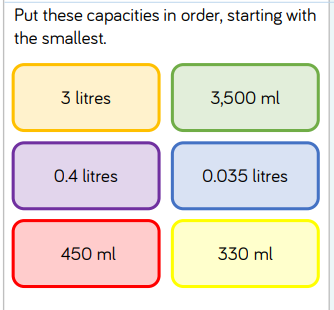 Put these capacities in order, starting with
the smallest.
3 litres
3,500 ml
0.4 litres
0.035 litres
450 ml
330 ml